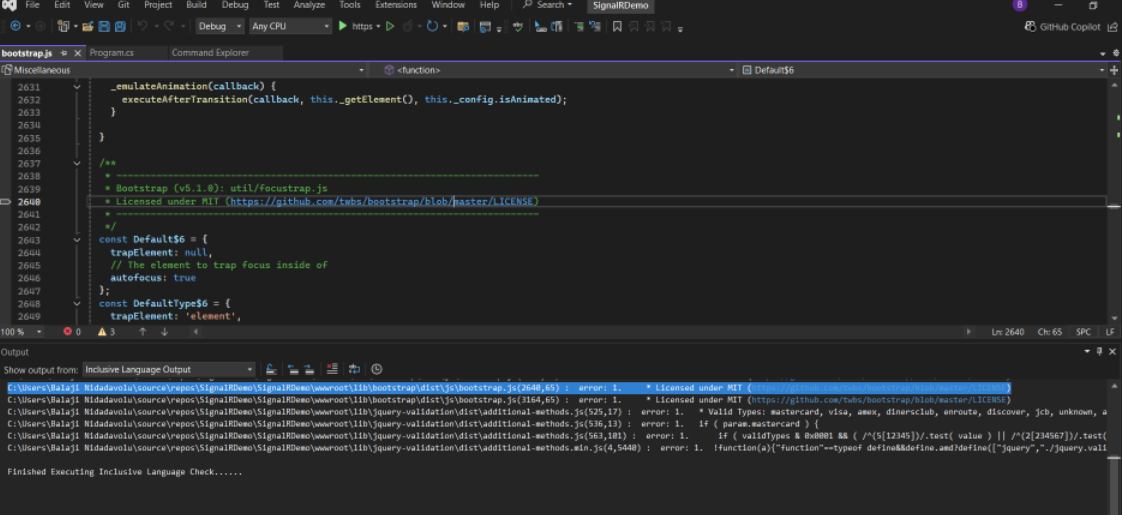 File Edit View Git Project Build Debug Test Analyze Tools Extensions Window Help Search SignalRDemo B
Debug Any CPU https GitHub Copilot
bootstrap.js Program.cs Command Explorer
Miscellaneous <function> Default$6
2631 _emulateAnimation(callback) {
2632 executeAfterTransition(callback, this._getElement(), this._config.isAnimated);
2633 }
2634
2635 }
2636
2637 /**
2638 * --------------------------------------------------------------------------
2639 * Bootstrap (v5.1.0): util/focustrap.js
2640 * Licensed under MIT (https://github.com/twbs/bootstrap/blob/master/LICENSE)
2641 * --------------------------------------------------------------------------
2642 */
2643 const Default$6 = {
2644 trapElement: null,
2645 // The element to trap focus inside of
2646 autofocus: true
2647 };
2648 const DefaultType$6 = {
2649 trapElement: 'element',
100 % 0 3 Ln: 2640 Ch: 65 SPC LF
Output
Show output from: Inclusive Language Output
C:\Users\Balaji Nidadavolu\source\repos\SignalRDemo\SignalRDemo\wwwroot\lib\bootstrap\dist\js\bootstrap.js(2640,65) : error: 1. * Licensed under MIT (https://github.com/twbs/bootstrap/blob/master/LICENSE)
C:\Users\Balaji Nidadavolu\source\repos\SignalRDemo\SignalRDemo\wwwroot\lib\bootstrap\dist\js\bootstrap.js(3164,65) : error: 1. * Licensed under MIT (https://github.com/twbs/bootstrap/blob/master/LICENSE)
C:\Users\Balaji Nidadavolu\source\repos\SignalRDemo\SignalRDemo\wwwroot\lib\jquery-validation\dist\additional-methods.js(525,17) : error: 1. * Valid Types: mastercard, visa, amex, dinersclub, enroute, discover, jcb, unknown, a
C:\Users\Balaji Nidadavolu\source\repos\SignalRDemo\SignalRDemo\wwwroot\lib\jquery-validation\dist\additional-methods.js(536,13) : error: 1. if ( param.mastercard ) {
C:\Users\Balaji Nidadavolu\source\repos\SignalRDemo\SignalRDemo\wwwroot\lib\jquery-validation\dist\additional-methods.js(563,101) : error: 1. if ( validTypes & 0x0001 && ( /^(5[12345])/.test( value ) || /^(2[234567])/.test(
C:\Users\Balaji Nidadavolu\source\repos\SignalRDemo\SignalRDemo\wwwroot\lib\jquery-validation\dist\additional-methods.min.js(4,5440) : error: 1. !function(a){"function"==typeof define&&define.amd?define(["jquery","./jquery.vali
Finished Executing Inclusive Language Check......